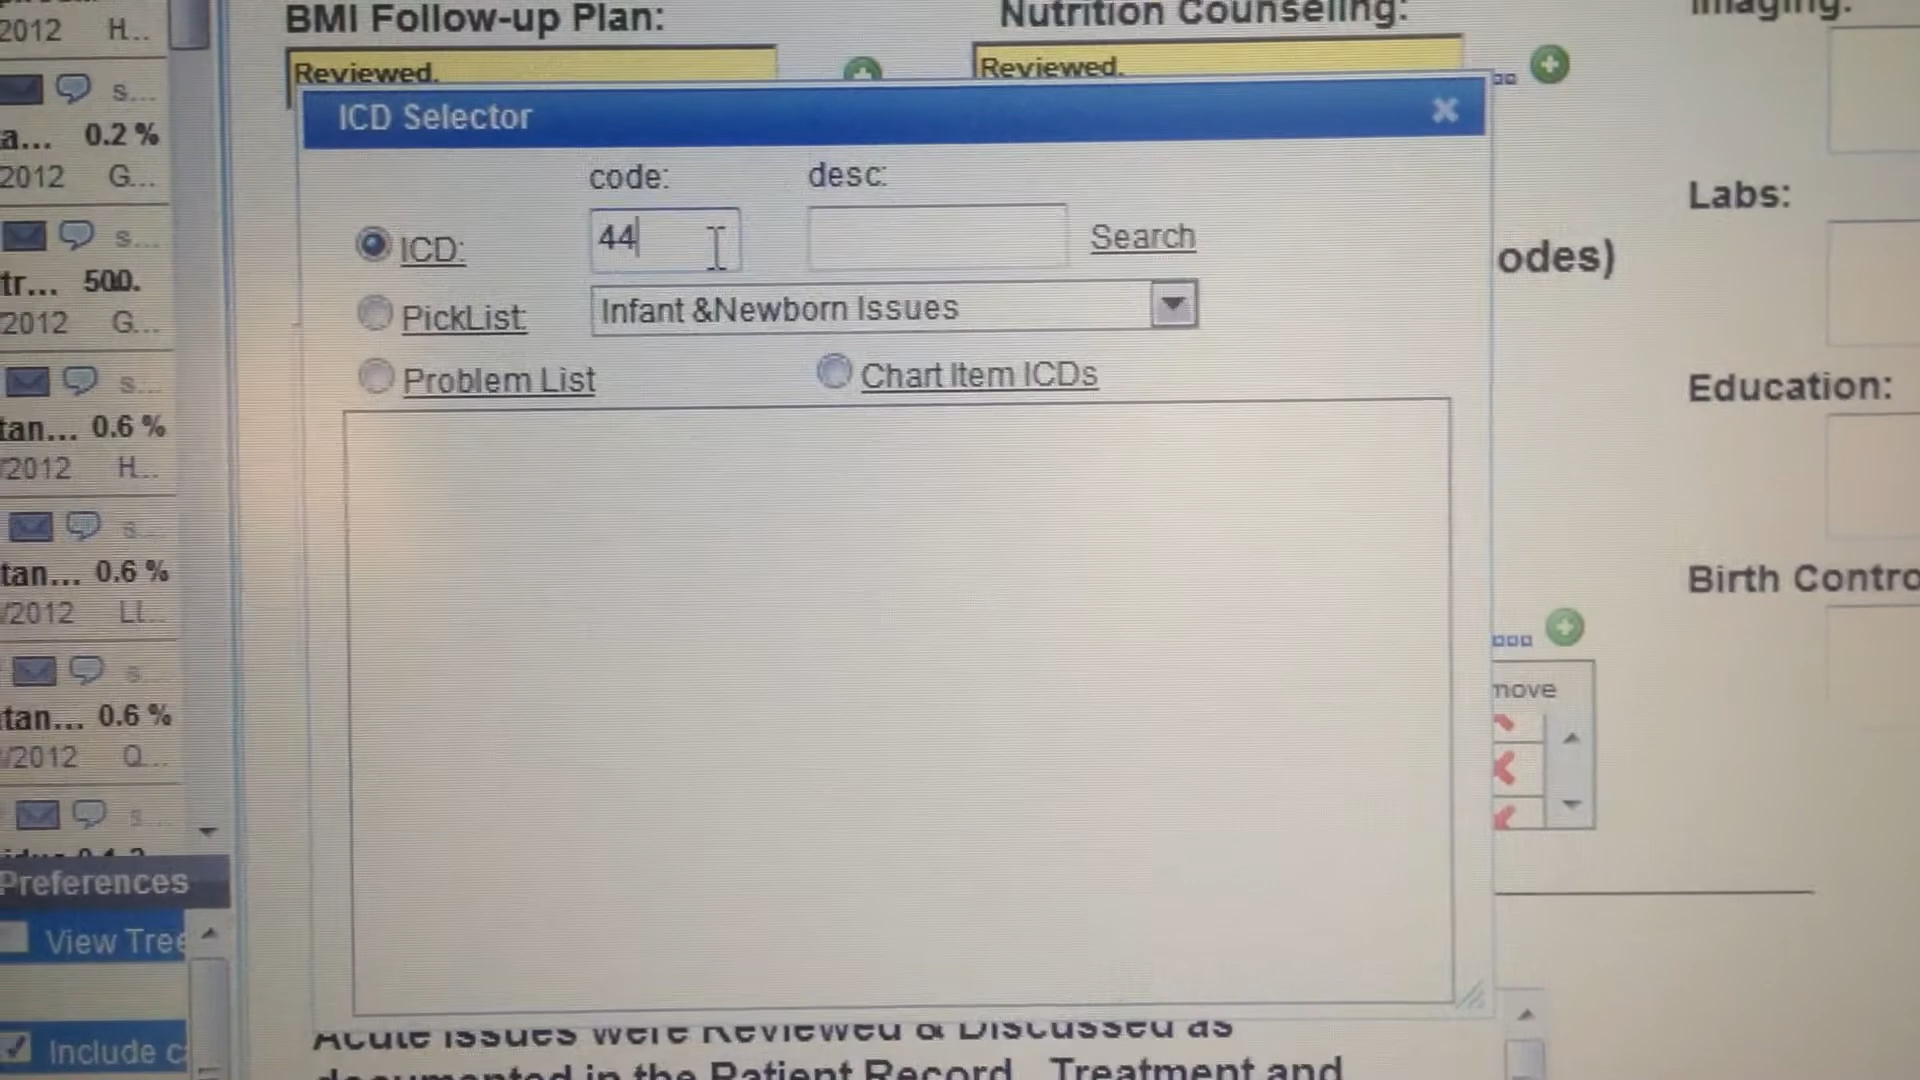 BMI Follow-up Plan:
Nutrition Counseling:
Imaging:
2012 H...
Reviewed.
Reviewed.
s...
ICD Selector
a... 0.2 %
2012 G...
code:
desc:
Labs:
s...
ICD:
44
Search
odes)
tr... 500.
2012 G...
PickList:
Infant &Newborn Issues
s...
Problem List
Chart Item ICDs
Education:
tan... 0.6 %
/2012 H...
s...
tan... 0.6 %
/2012 LI...
Birth Contro
s...
move
tan... 0.6 %
/2012 Q...
s...
Preferences
View Tree
Include c
Acute Issues were Reviewed & Discussed as
documented in the Patient Record. Treatment and